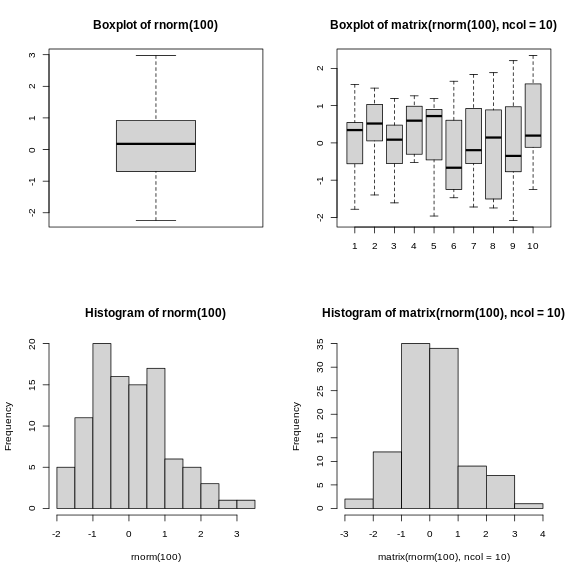 Boxplot of rnorm(100)
3
2
1
0
-1
-2
Boxplot of matrix(rnorm(100), ncol = 10)
2
1
0
-1
-2
1 2 3 4 5 6 7 8 9 10
Histogram of rnorm(100)
Frequency
20
15
10
5
0
-2 -1 0 1 2 3
rnorm(100)
Histogram of matrix(rnorm(100), ncol = 10)
Frequency
35
30
25
20
15
10
5
0
-3 -2 -1 0 1 2 3 4
matrix(rnorm(100), ncol = 10)